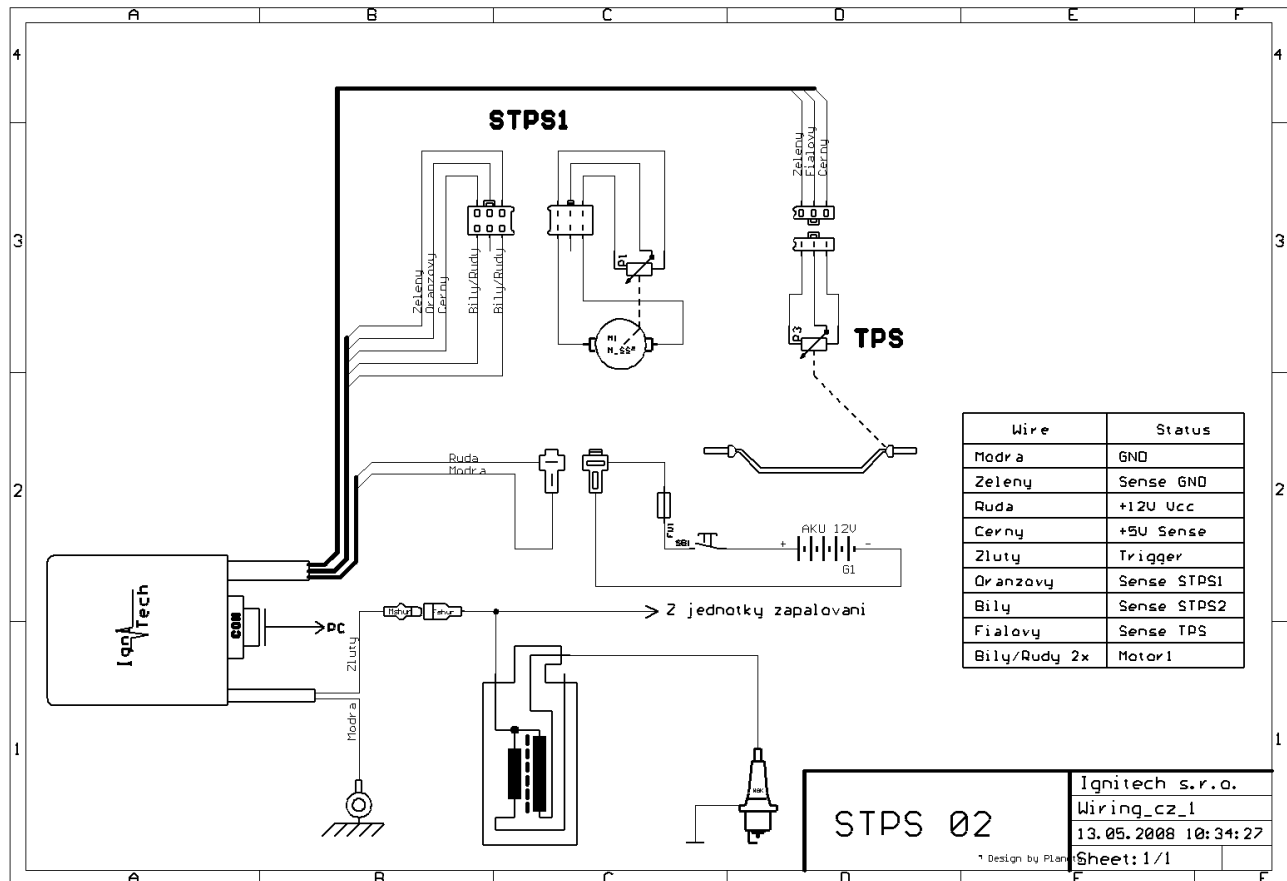 A B C D E F
4 4
STPS1
Zeleny
Fialovy
Cerny
3 3
Zeleny
Oranzovy
Cerny
Bily/Rudy
Bily/Rudy
P1
M1
P3
TPS
Wire Status
Modra GND
Zeleny Sense GND
Ruda +12V Vcc
Cerny +5V Sense
Zluty Trigger
Oranzovy Sense STPS1
Bily Sense STPS2
Fialovy Sense TPS
Bily/Rudy 2x Motor1
Ruda
Modra
2 2
FU1
SB1
+ AKU 12V -
G1
IgniTech
COM
PC
Z jednotky zapalovani
Zluty
Modra
1 1
NGK
STPS 02
Ignitech s.r.o.
Wiring_cz_1
13.05.2008 10:34:27
Design by Plan
Sheet: 1/1
A B C D E F